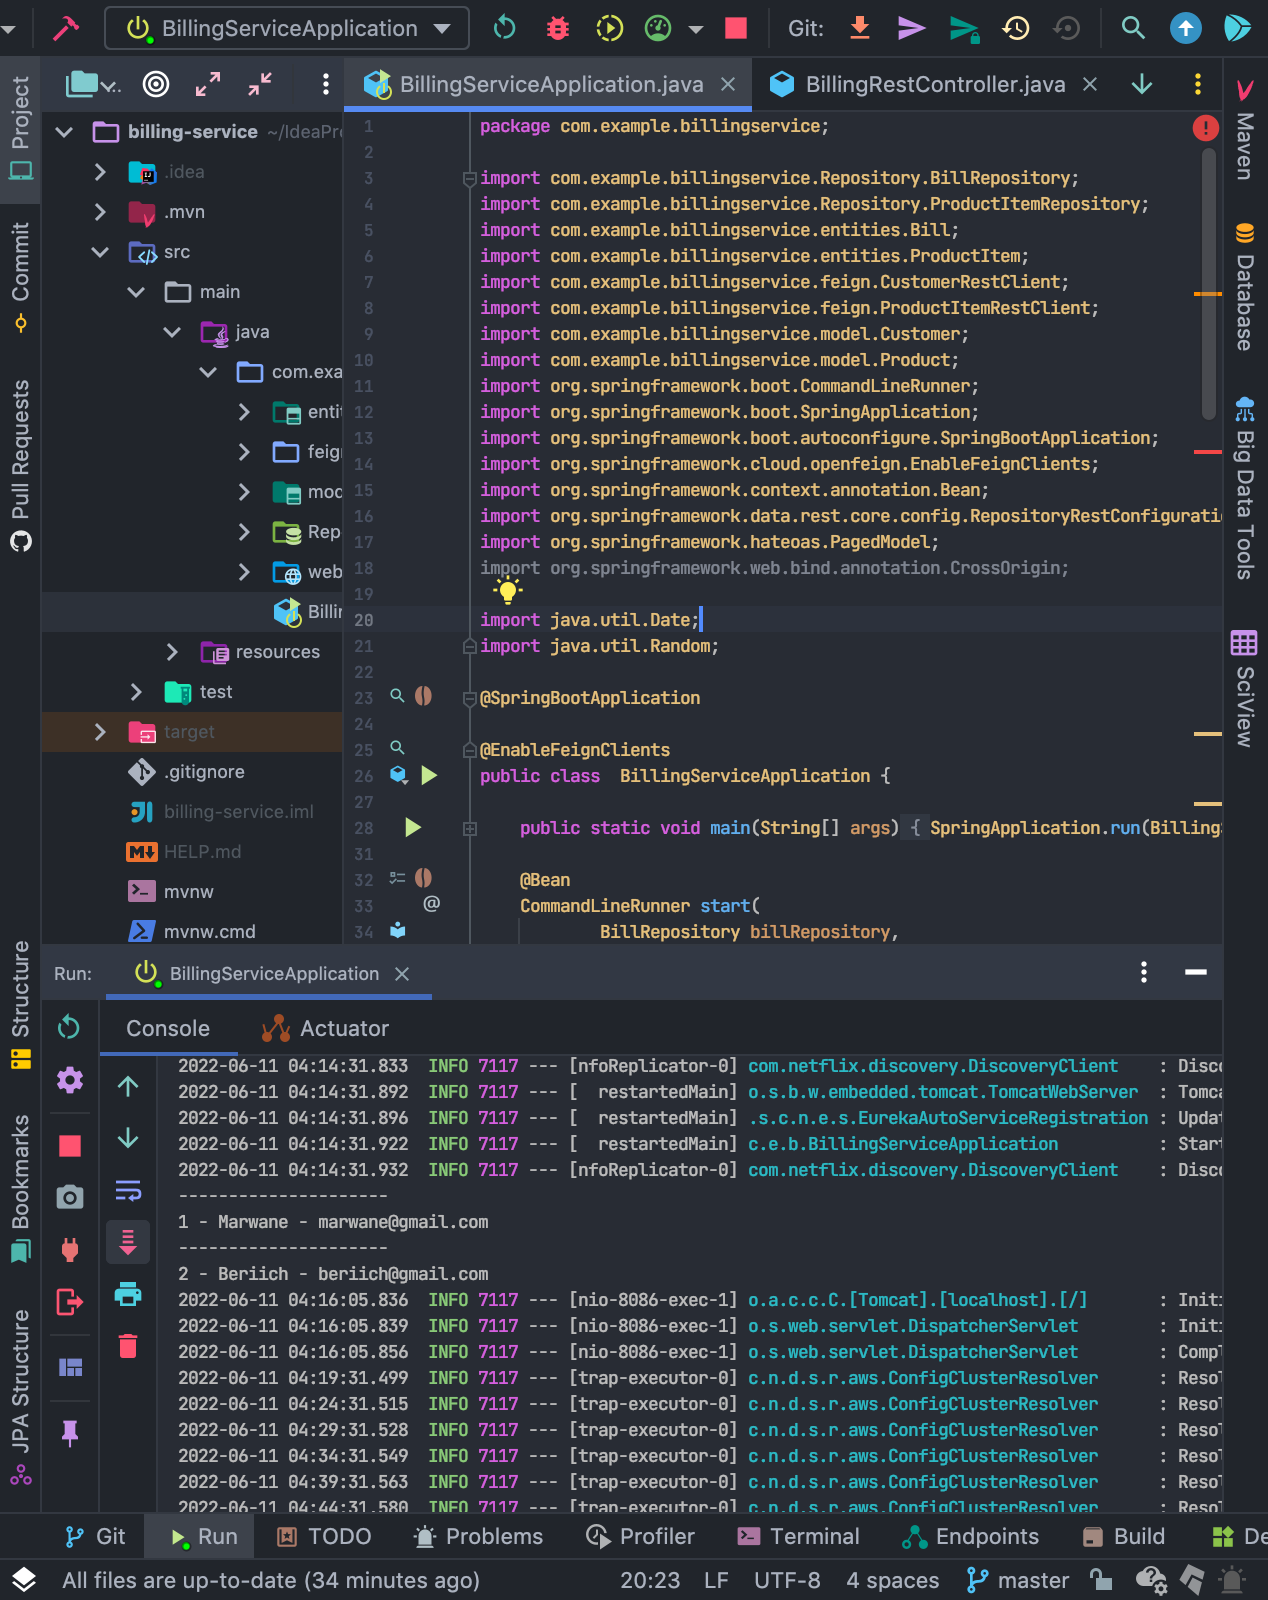 BillingServiceApplication
Git:
Project
Commit
Pull Requests
Structure
Bookmarks
JPA Structure
billing-service ~/IdeaPr
.idea
.mvn
src
main
java
com.exa
entit
feign
mod
Rep
web
Billin
resources
test
target
.gitignore
billing-service.iml
HELP.md
mvnw
mvnw.cmd
BillingServiceApplication.java
BillingRestController.java
1 package com.example.billingservice;
2
3 import com.example.billingservice.Repository.BillRepository;
4 import com.example.billingservice.Repository.ProductItemRepository;
5 import com.example.billingservice.entities.Bill;
6 import com.example.billingservice.entities.ProductItem;
7 import com.example.billingservice.feign.CustomerRestClient;
8 import com.example.billingservice.feign.ProductItemRestClient;
9 import com.example.billingservice.model.Customer;
10 import com.example.billingservice.model.Product;
11 import org.springframework.boot.CommandLineRunner;
12 import org.springframework.boot.SpringApplication;
13 import org.springframework.boot.autoconfigure.SpringBootApplication;
14 import org.springframework.cloud.openfeign.EnableFeignClients;
15 import org.springframework.context.annotation.Bean;
16 import org.springframework.data.rest.core.config.RepositoryRestConfiguratio
17 import org.springframework.hateoas.PagedModel;
18 import org.springframework.web.bind.annotation.CrossOrigin;
19
20 import java.util.Date;
21 import java.util.Random;
22
23 @SpringBootApplication
24
25 @EnableFeignClients
26 public class BillingServiceApplication {
27
28 public static void main(String[] args) { SpringApplication.run(Billing
31
32 @Bean
33 @ CommandLineRunner start(
34 BillRepository billRepository,
Maven
Database
Big Data Tools
SciView
Run:
BillingServiceApplication
Console
Actuator
2022-06-11 04:14:31.833 INFO 7117 --- [nfoReplicator-0] com.netflix.discovery.DiscoveryClient : Disco
2022-06-11 04:14:31.892 INFO 7117 --- [ restartedMain] o.s.b.w.embedded.tomcat.TomcatWebServer : Tomca
2022-06-11 04:14:31.896 INFO 7117 --- [ restartedMain] .s.c.n.e.s.EurekaAutoServiceRegistration : Updat
2022-06-11 04:14:31.922 INFO 7117 --- [ restartedMain] c.e.b.BillingServiceApplication : Start
2022-06-11 04:14:31.932 INFO 7117 --- [nfoReplicator-0] com.netflix.discovery.DiscoveryClient : Disco
---------------------
1 - Marwane - marwane@gmail.com
---------------------
2 - Beriich - beriich@gmail.com
2022-06-11 04:16:05.836 INFO 7117 --- [nio-8086-exec-1] o.a.c.c.C.[Tomcat].[localhost].[/] : Initi
2022-06-11 04:16:05.839 INFO 7117 --- [nio-8086-exec-1] o.s.web.servlet.DispatcherServlet : Initi
2022-06-11 04:16:05.856 INFO 7117 --- [nio-8086-exec-1] o.s.web.servlet.DispatcherServlet : Compl
2022-06-11 04:19:31.499 INFO 7117 --- [trap-executor-0] c.n.d.s.r.aws.ConfigClusterResolver : Resol
2022-06-11 04:24:31.515 INFO 7117 --- [trap-executor-0] c.n.d.s.r.aws.ConfigClusterResolver : Resol
2022-06-11 04:29:31.528 INFO 7117 --- [trap-executor-0] c.n.d.s.r.aws.ConfigClusterResolver : Resol
2022-06-11 04:34:31.549 INFO 7117 --- [trap-executor-0] c.n.d.s.r.aws.ConfigClusterResolver : Resol
2022-06-11 04:39:31.563 INFO 7117 --- [trap-executor-0] c.n.d.s.r.aws.ConfigClusterResolver : Resol
2022-06-11 04:44:31.580 INFO 7117 --- [trap-executor-0] c.n.d.s.r.aws.ConfigClusterResolver : Resol
Git Run TODO Problems Profiler Terminal Endpoints Build De
All files are up-to-date (34 minutes ago) 20:23 LF UTF-8 4 spaces master